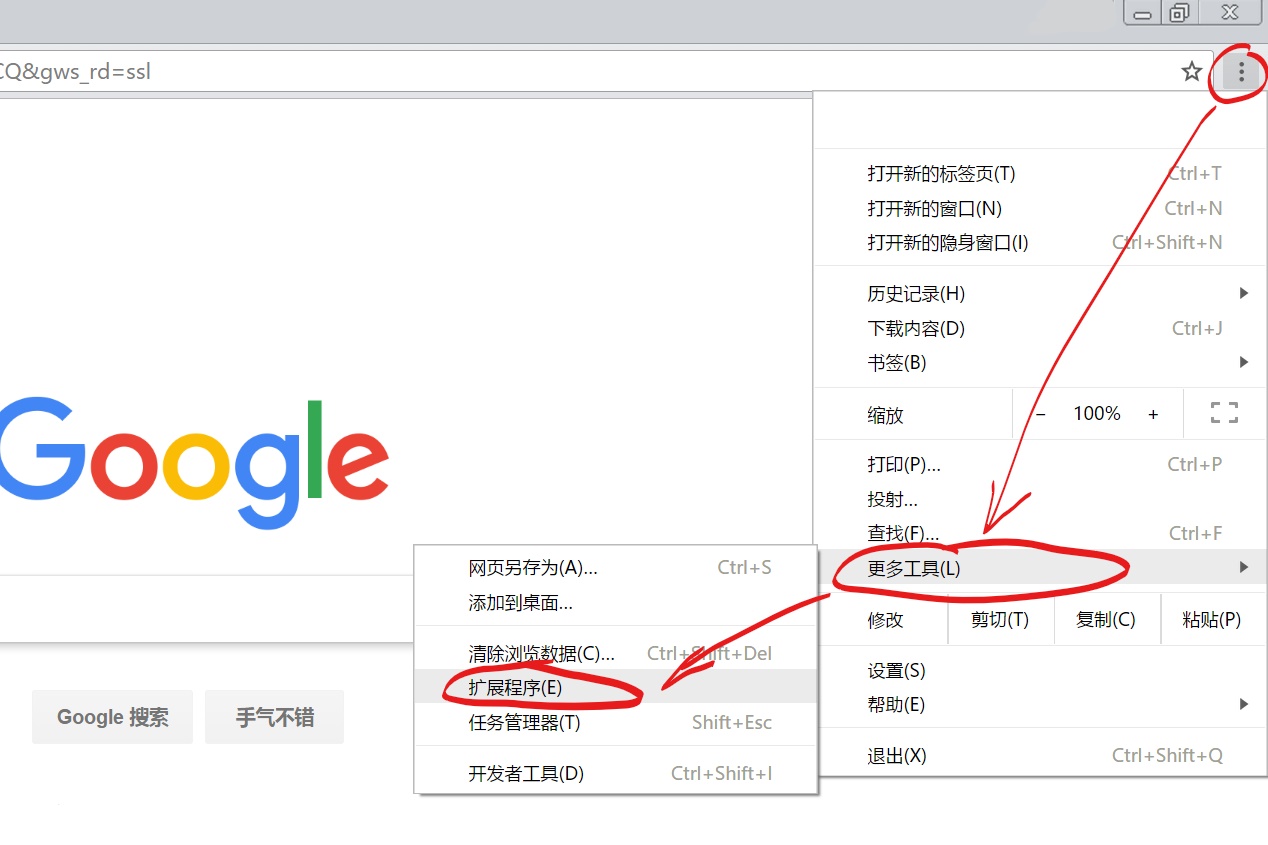 CQ&gws_rd=ssl
打开新的标签页(T) Ctrl+T
打开新的窗口(N) Ctrl+N
打开新的隐身窗口(I) Ctrl+Shift+N
历史记录(H)
下载内容(D) Ctrl+J
书签(B)
缩放 − 100% +
打印(P)... Ctrl+P
投射...
查找(F)... Ctrl+F
更多工具(L)
修改 剪切(T) 复制(C) 粘贴(P)
设置(S)
帮助(E)
退出(X) Ctrl+Shift+Q
Google
网页另存为(A)... Ctrl+S
添加到桌面...
清除浏览数据(C)... Ctrl+Shift+Del
扩展程序(E)
任务管理器(T) Shift+Esc
开发者工具(D) Ctrl+Shift+I
Google 搜索
手气不错